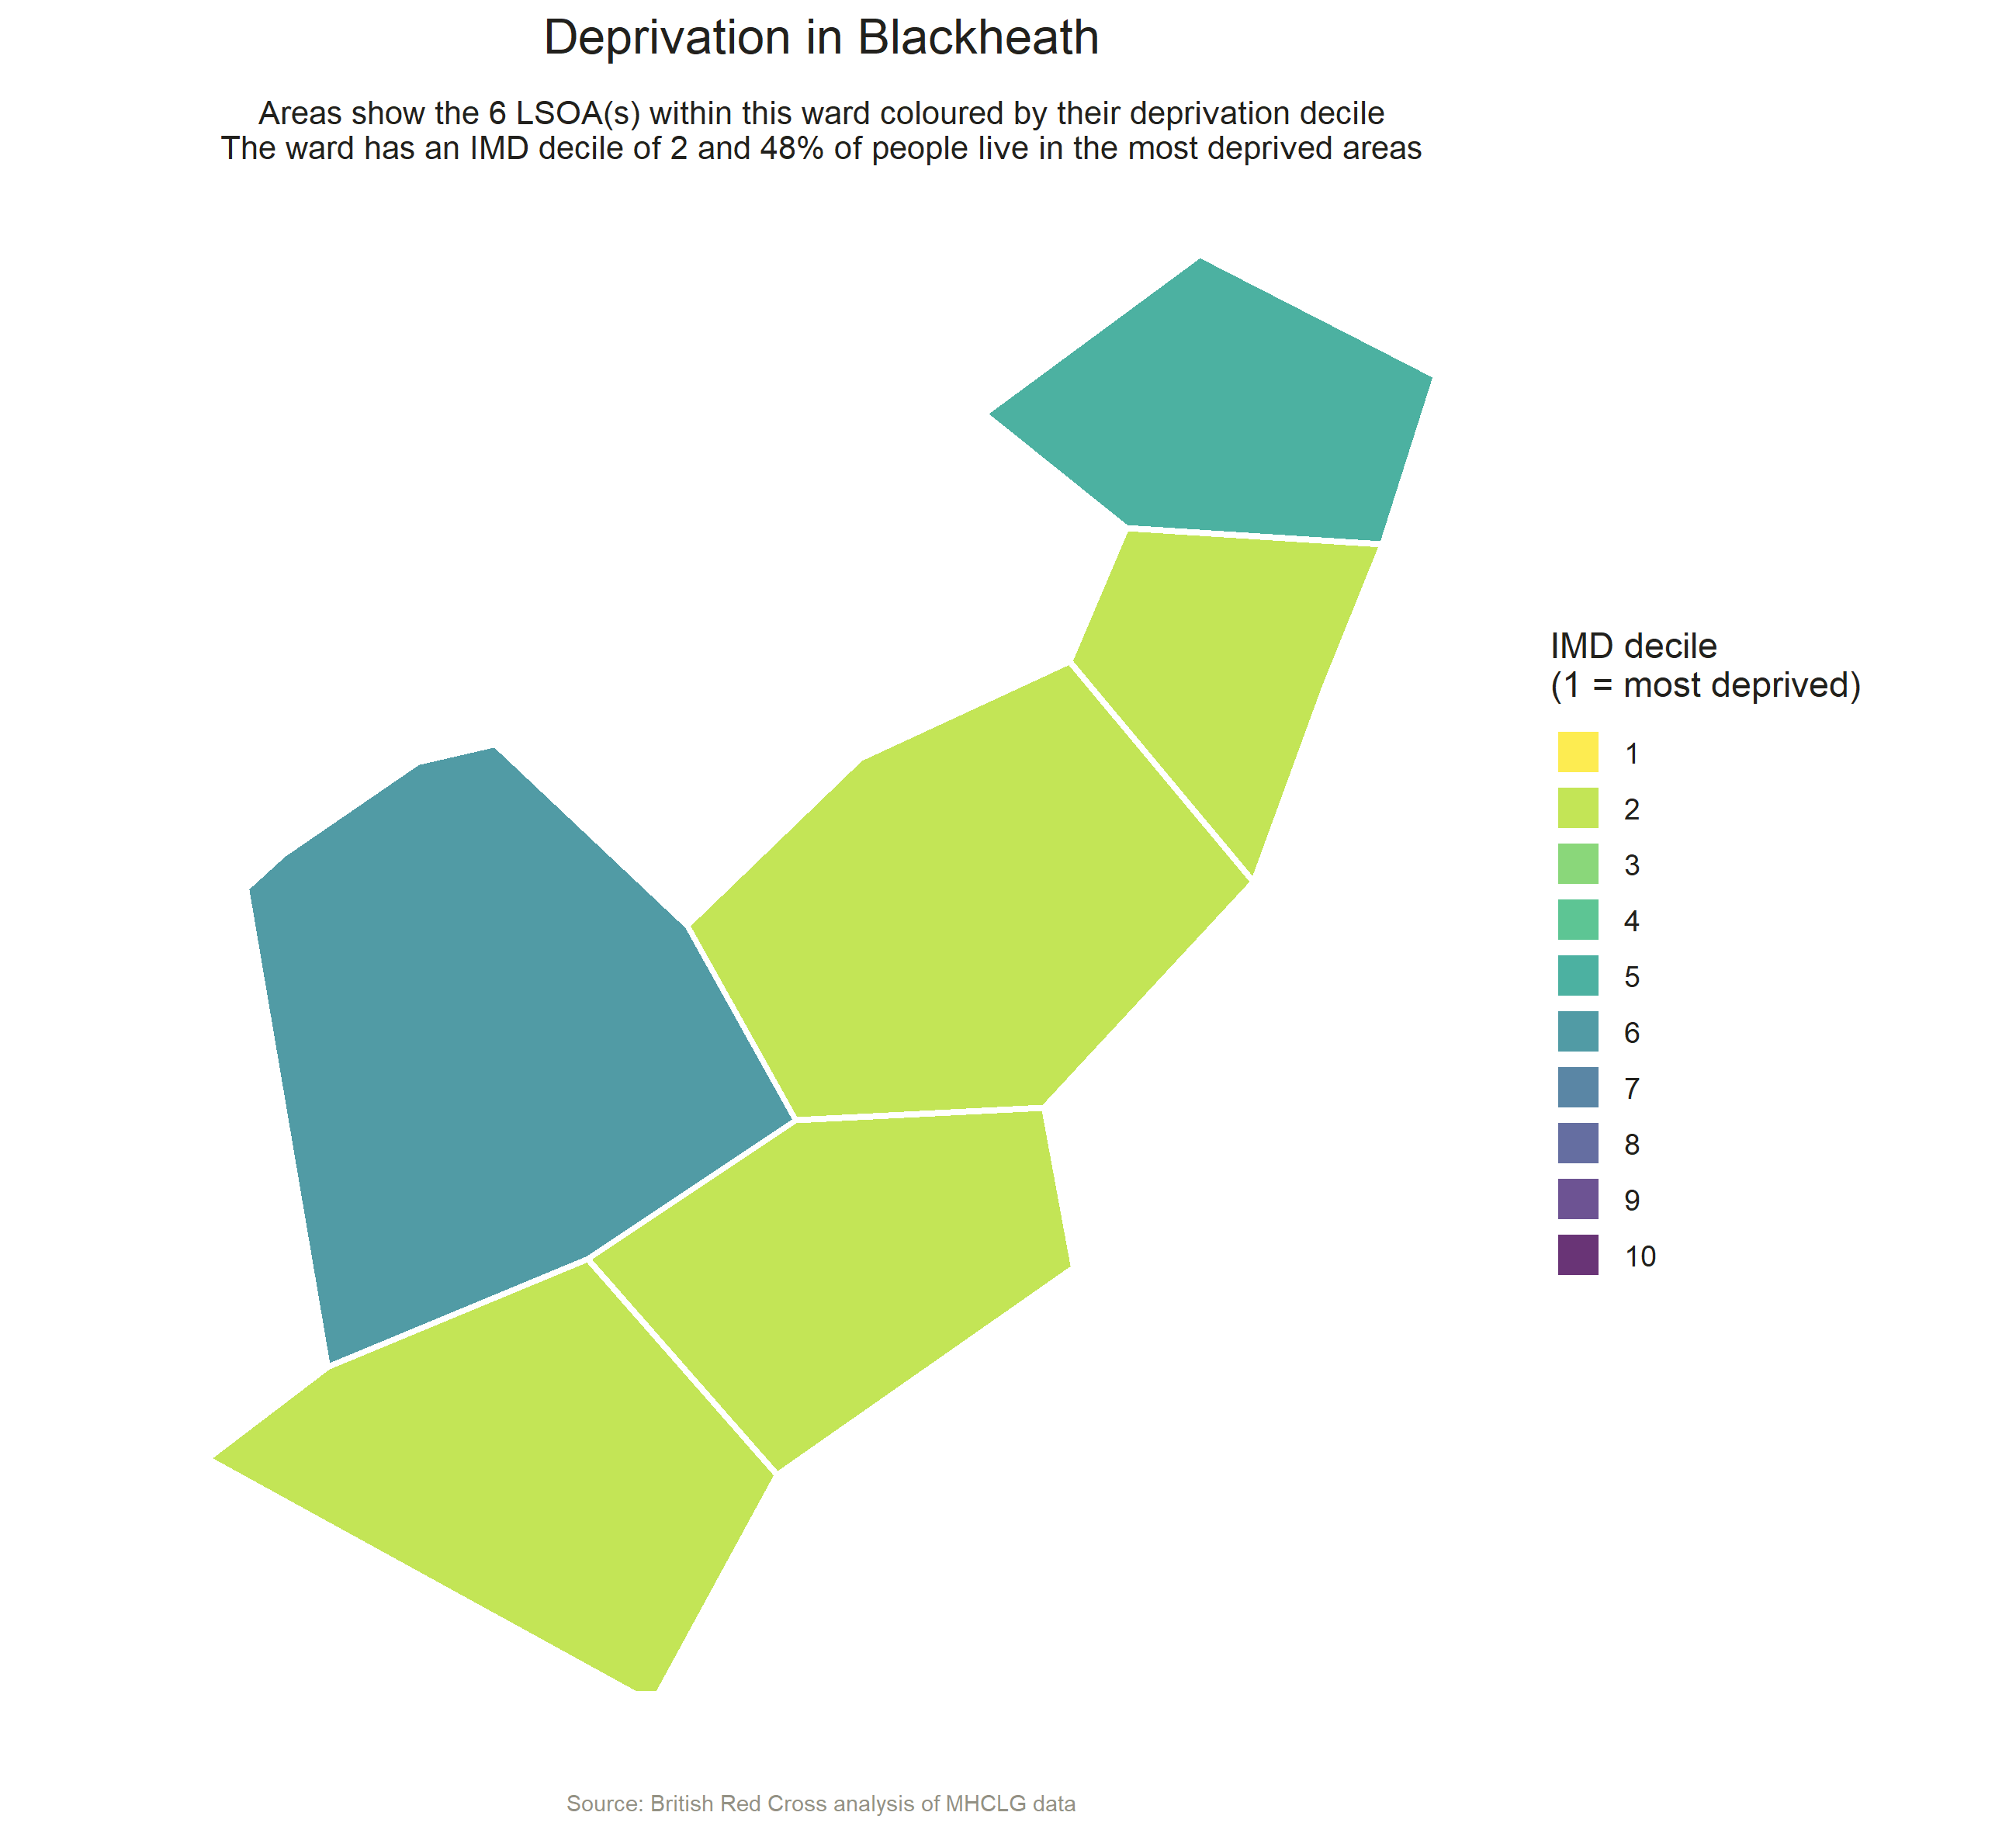 Deprivation in Blackheath
Areas show the 6 LSOA(s) within this ward coloured by their deprivation decile
The ward has an IMD decile of 2 and 48% of people live in the most deprived areas
IMD decile
(1 = most deprived)
1
2
3
4
5
6
7
8
9
10
Source: British Red Cross analysis of MHCLG data